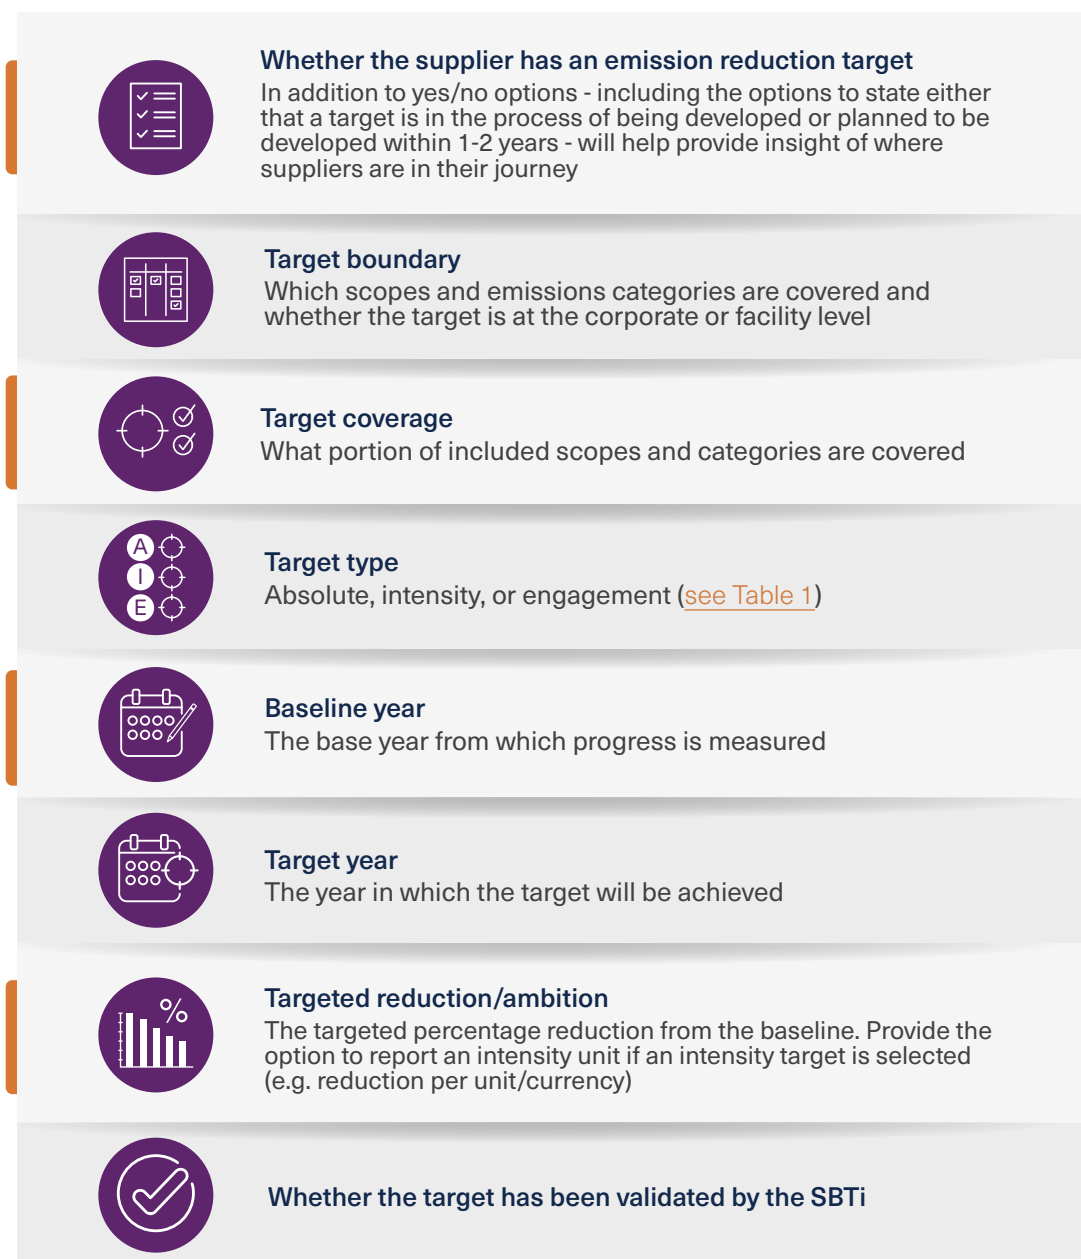 Whether the supplier has an emission reduction target
In addition to yes/no options - including the options to state either
that a target is in the process of being developed or planned to be
developed within 1-2 years - will help provide insight of where
suppliers are in their journey
Target boundary
Which scopes and emissions categories are covered and
whether the target is at the corporate or facility level
Target coverage
What portion of included scopes and categories are covered
A
I
E
Target type
Absolute, intensity, or engagement (see Table 1)
Baseline year
The base year from which progress is measured
Target year
The year in which the target will be achieved
%
Targeted reduction/ambition
The targeted percentage reduction from the baseline. Provide the
option to report an intensity unit if an intensity target is selected
(e.g. reduction per unit/currency)
Whether the target has been validated by the SBTi